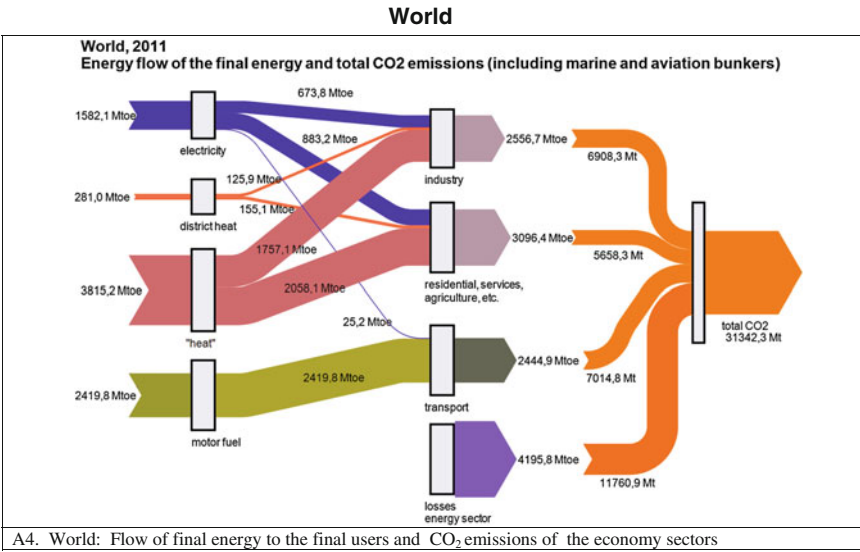 World
World, 2011
Energy flow of the final energy and total CO2 emissions (including marine and aviation bunkers)
1582,1 Mtoe
electricity
673,8 Mtoe
883,2 Mtoe
industry
2556,7 Mtoe
6908,3 Mt
281,0 Mtoe
district heat
125,9 Mtoe
155,1 Mtoe
1757,1 Mtoe
3096,4 Mtoe
5658,3 Mt
residential, services,
agriculture, etc.
3815,2 Mtoe
"heat"
2058,1 Mtoe
25,2 Mtoe
total CO2
31342,3 Mt
2419,8 Mtoe
motor fuel
2419,8 Mtoe
transport
2444,9 Mtoe
7014,8 Mt
losses
energy sector
4195,8 Mtoe
11760,9 Mt
A4. World: Flow of final energy to the final users and CO2 emissions of the economy sectors